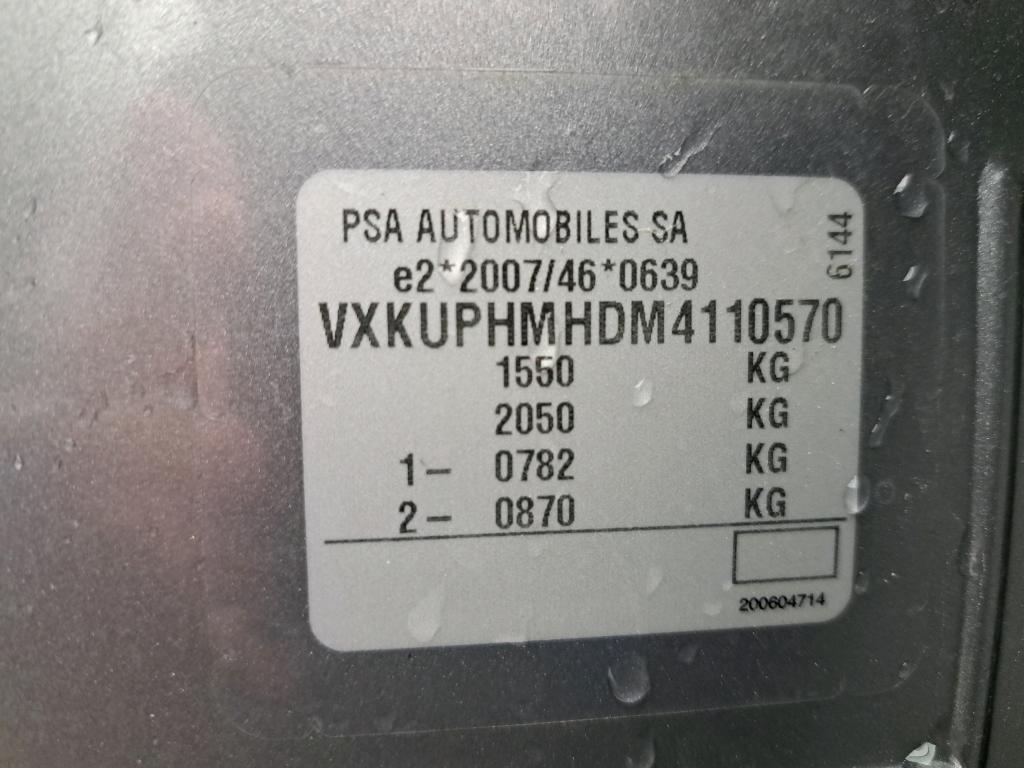 PSA AUTOMOBILES SA
6144
e2*2007/46*0639
VXKUPHMHDM4110570
1550 KG
2050 KG
1- 0782 KG
2- 0870 KG
200604714